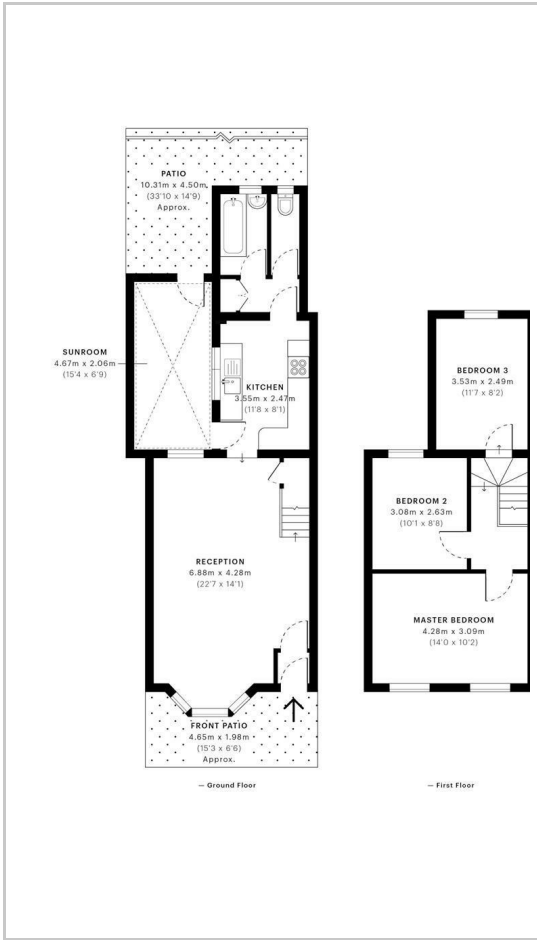 PATIO
10.31m x 4.50m
(33'10 x 14'9)
Approx.
SUNROOM
4.67m x 2.06m
(15'4 x 6'9)
KITCHEN
3.55m x 2.47m
(11'8 x 8'1)
BEDROOM 3
3.53m x 2.49m
(11'7 x 8'2)
BEDROOM 2
3.08m x 2.63m
(10'1 x 8'8)
RECEPTION
6.88m x 4.28m
(22'7 x 14'1)
MASTER BEDROOM
4.28m x 3.09m
(14'0 x 10'2)
FRONT PATIO
4.65m x 1.98m
(15'3 x 6'6)
Approx.
— Ground Floor
— First Floor